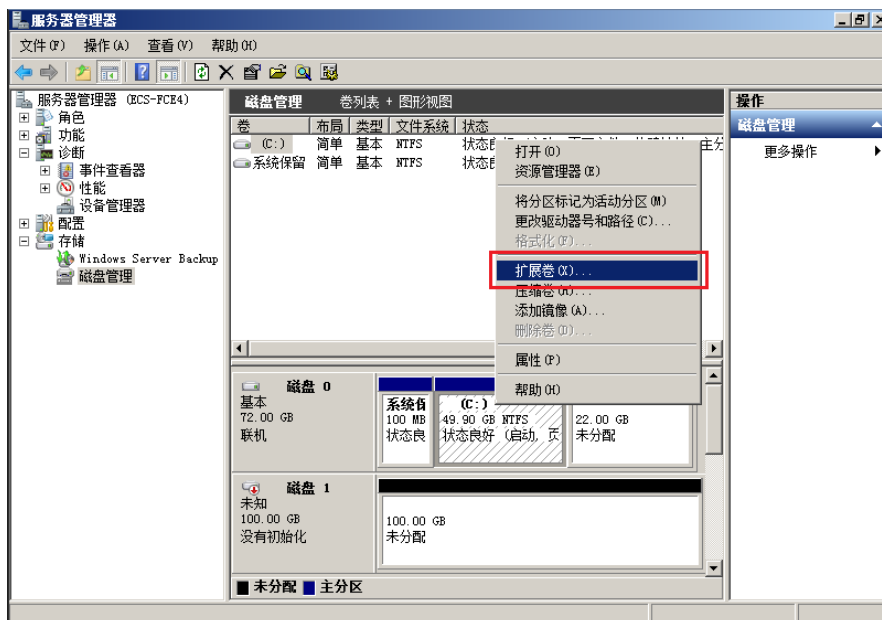 服务器管理器
文件(F) 操作(A) 查看(V) 帮助(H)
服务器管理器 (ECS-FCE4)
角色
功能
诊断
事件查看器
性能
设备管理器
配置
存储
Windows Server Backup
磁盘管理
磁盘管理 卷列表 + 图形视图
卷 布局 类型 文件系统 状态
(C:) 简单 基本 NTFS 状态良
系统保留 简单 基本 NTFS 状态良
打开(O)
资源管理器(E)
将分区标记为活动分区(M)
更改驱动器号和路径(C)...
格式化(F)...
扩展卷(X)...
压缩卷(H)...
添加镜像(A)...
删除卷(D)...
属性(P)
帮助(H)
磁盘 0
基本
72.00 GB
联机
系统保
100 MB
状态良
(C:)
49.90 GB NTFS
状态良好 (启动, 页
22.00 GB
未分配
磁盘 1
未知
100.00 GB
没有初始化
100.00 GB
未分配
未分配 主分区
操作
磁盘管理
更多操作